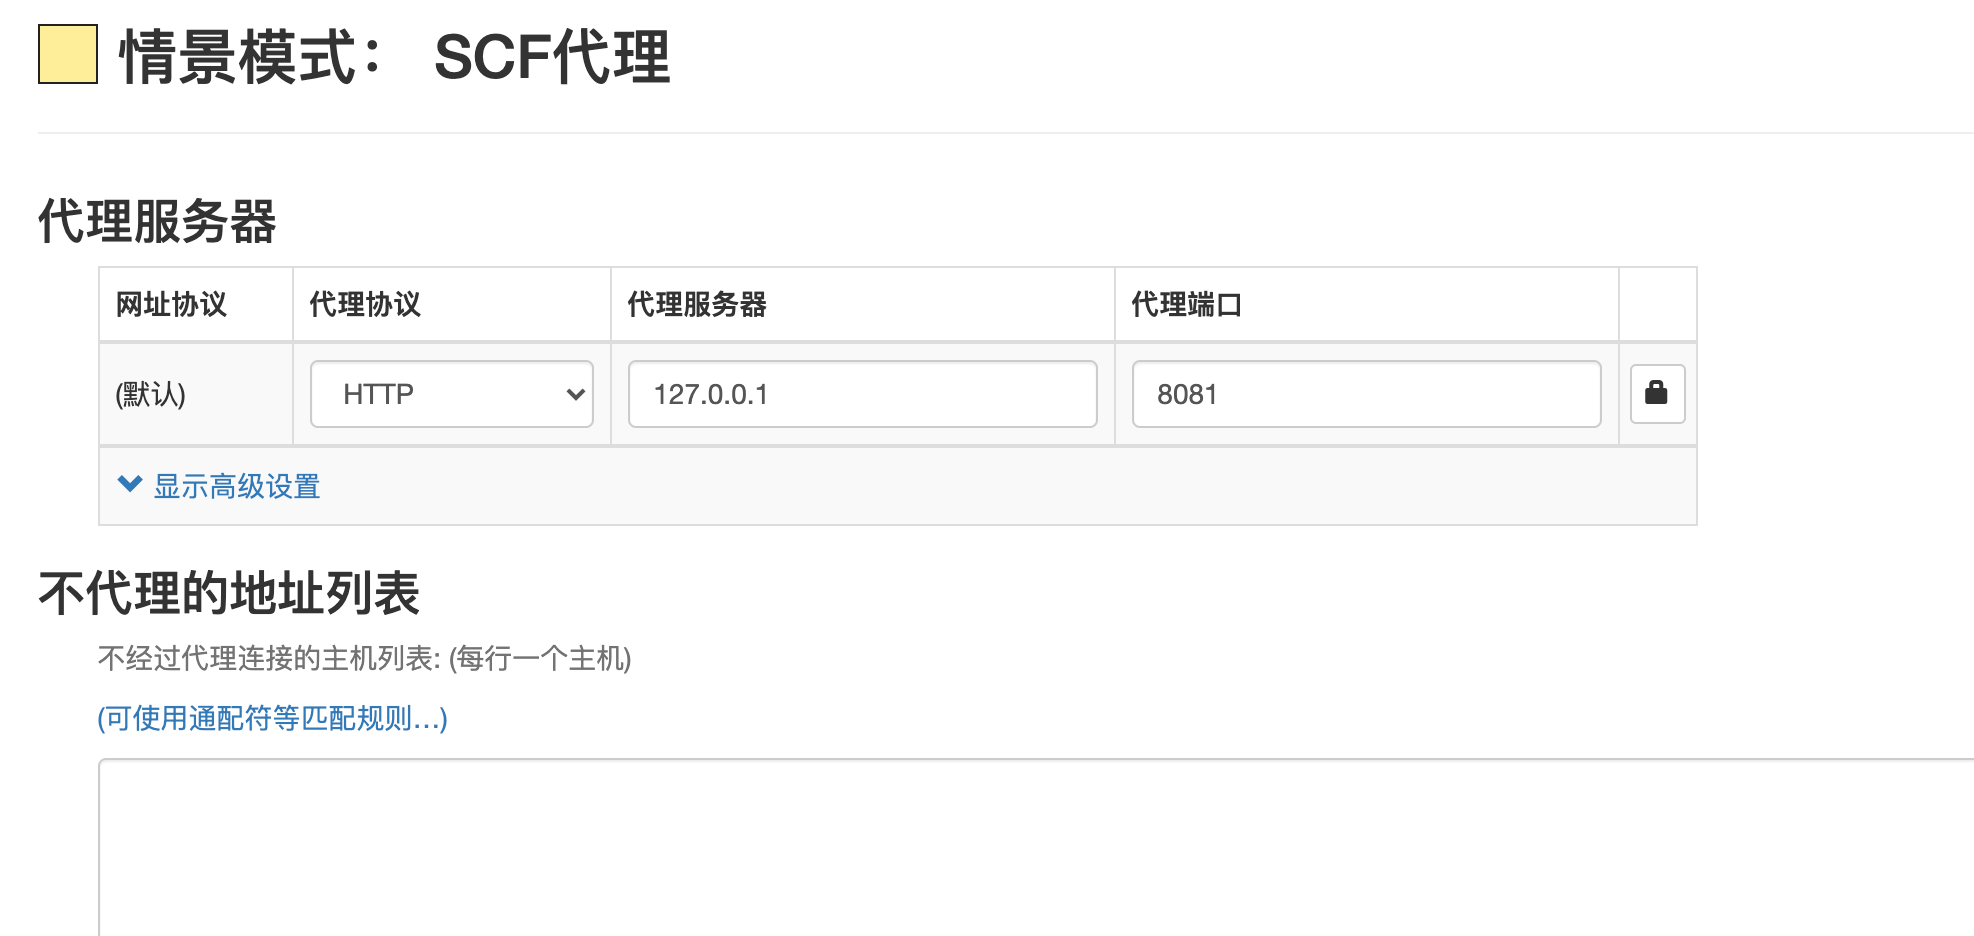 情景模式： SCF代理
代理服务器
网址协议 代理协议 代理服务器 代理端口
(默认) HTTP 127.0.0.1 8081
显示高级设置
不代理的地址列表
不经过代理连接的主机列表: (每行一个主机)
(可使用通配符等匹配规则…)